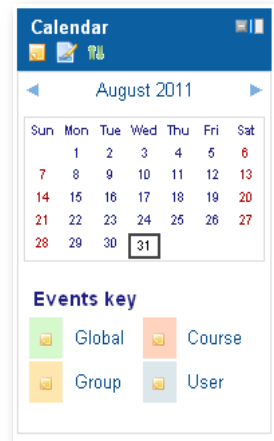 Calendar
August 2011
Sun Mon Tue Wed Thu Fri Sat
1 2 3 4 5 6
7 8 9 10 11 12 13
14 15 16 17 18 19 20
21 22 23 24 25 26 27
28 29 30 31
Events key
Global Course
Group User